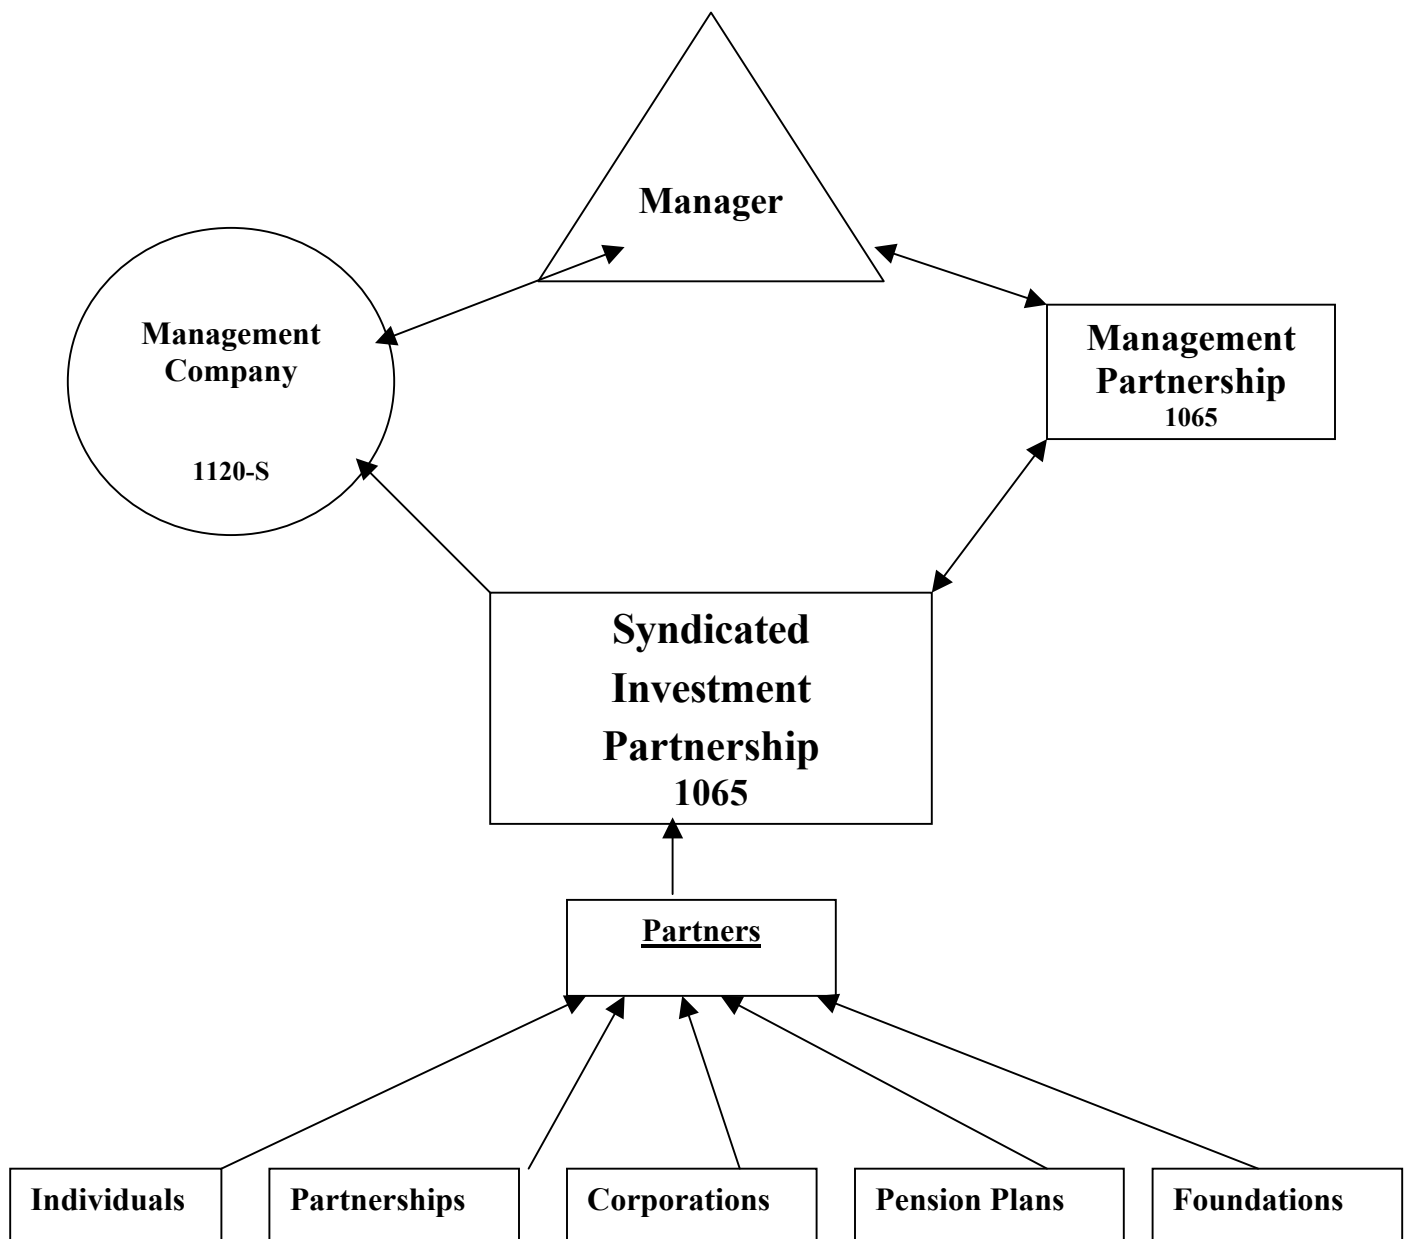 Manager
Management
Company
1120-S
Management
Partnership
1065
Syndicated
Investment
Partnership
1065
Partners
Individuals
Partnerships
Corporations
Pension Plans
Foundations